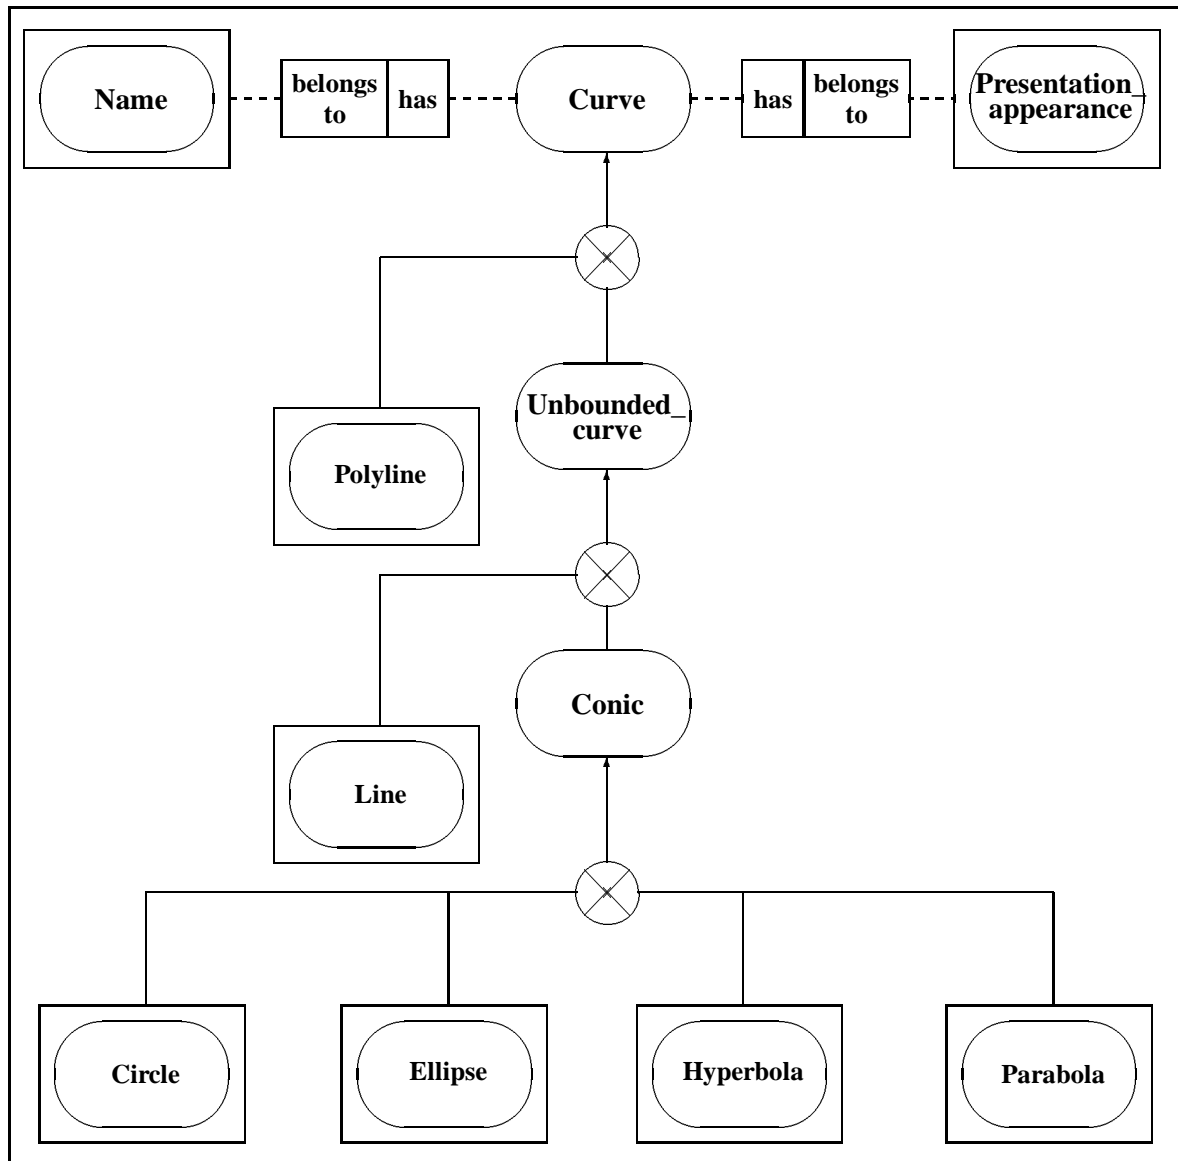 Name
belongs
to
has
Curve
has
belongs
to
Presentation_
appearance
Unbounded_
curve
Polyline
Conic
Line
Circle
Ellipse
Hyperbola
Parabola